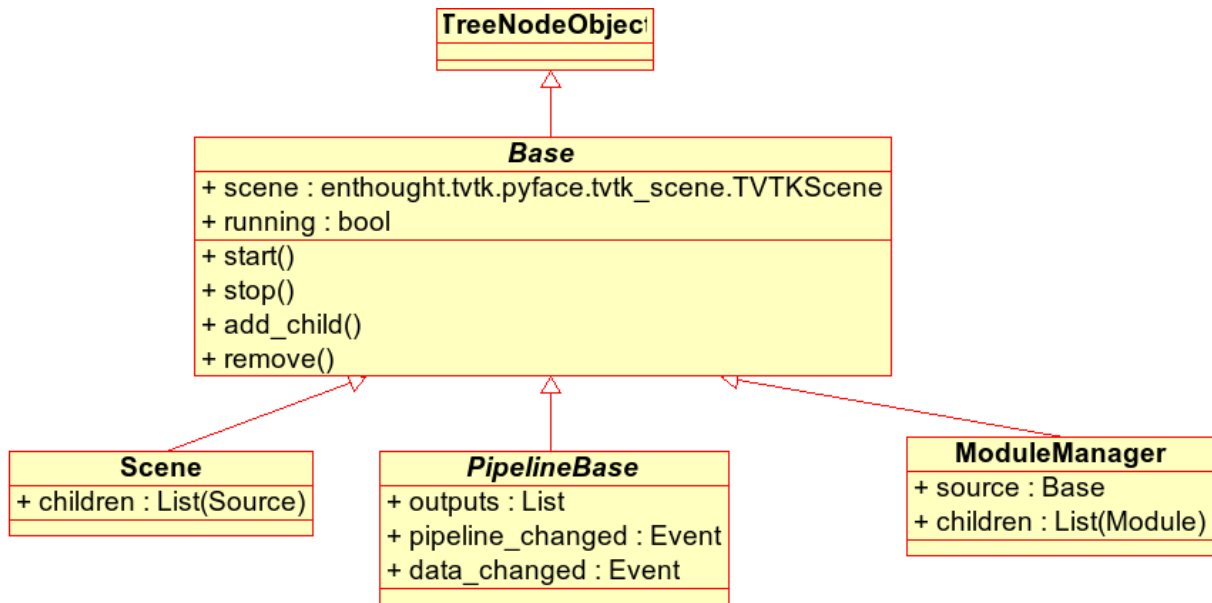 TreeNodeObject
Base
+ scene : enthought.tvtk.pyface.tvtk_scene.TVTKScene
+ running : bool
+ start()
+ stop()
+ add_child()
+ remove()
Scene
+ children : List(Source)
PipelineBase
+ outputs : List
+ pipeline_changed : Event
+ data_changed : Event
ModuleManager
+ source : Base
+ children : List(Module)